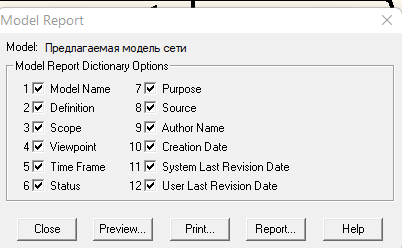 Model Report
Model: Предлагаемая модель сети
Model Report Dictionary Options
1 Model Name 7 Purpose
2 Definition 8 Source
3 Scope 9 Author Name
4 Viewpoint 10 Creation Date
5 Time Frame 11 System Last Revision Date
6 Status 12 User Last Revision Date
Close Preview... Print... Report... Help